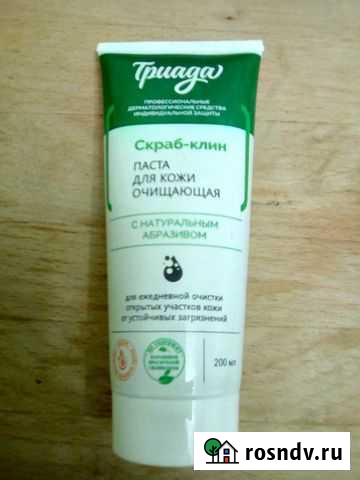 Триада
ПРОФЕССИОНАЛЬНЫЕ
ДЕРМАТОЛОГИЧЕСКИЕ СРЕДСТВА
ИНДИВИДУАЛЬНОЙ ЗАЩИТЫ
Скраб-клин
ПАСТА
ДЛЯ КОЖИ
ОЧИЩАЮЩАЯ
С НАТУРАЛЬНЫМ
АБРАЗИВОМ
для ежедневной очистки
открытых участков кожи
от устойчивых загрязнений
200 мл
rosndv.ru